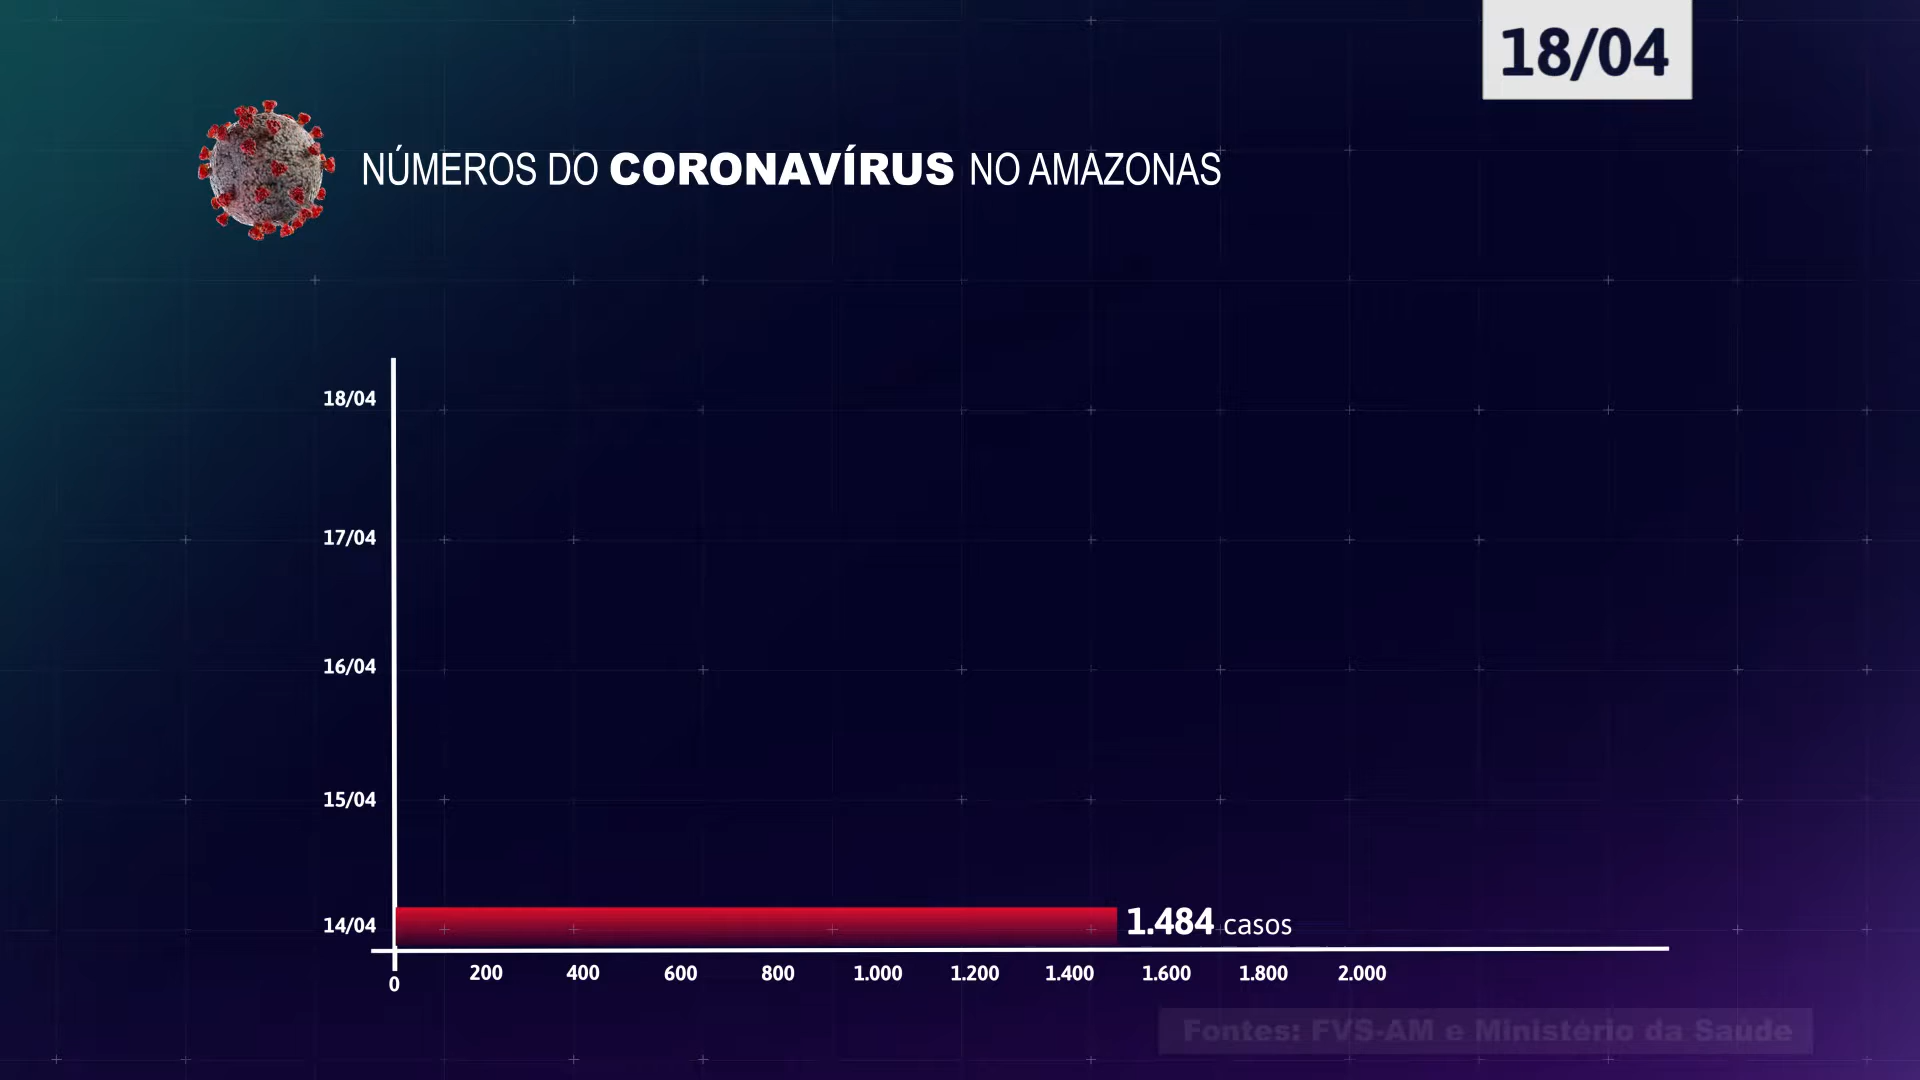 18/04
NÚMEROS DO CORONAVÍRUS NO AMAZONAS
18/04
17/04
16/04
15/04
14/04
1.484 casos
0 200 400 600 800 1.000 1.200 1.400 1.600 1.800 2.000
Fontes: FVS-AM e Ministério da Saúde